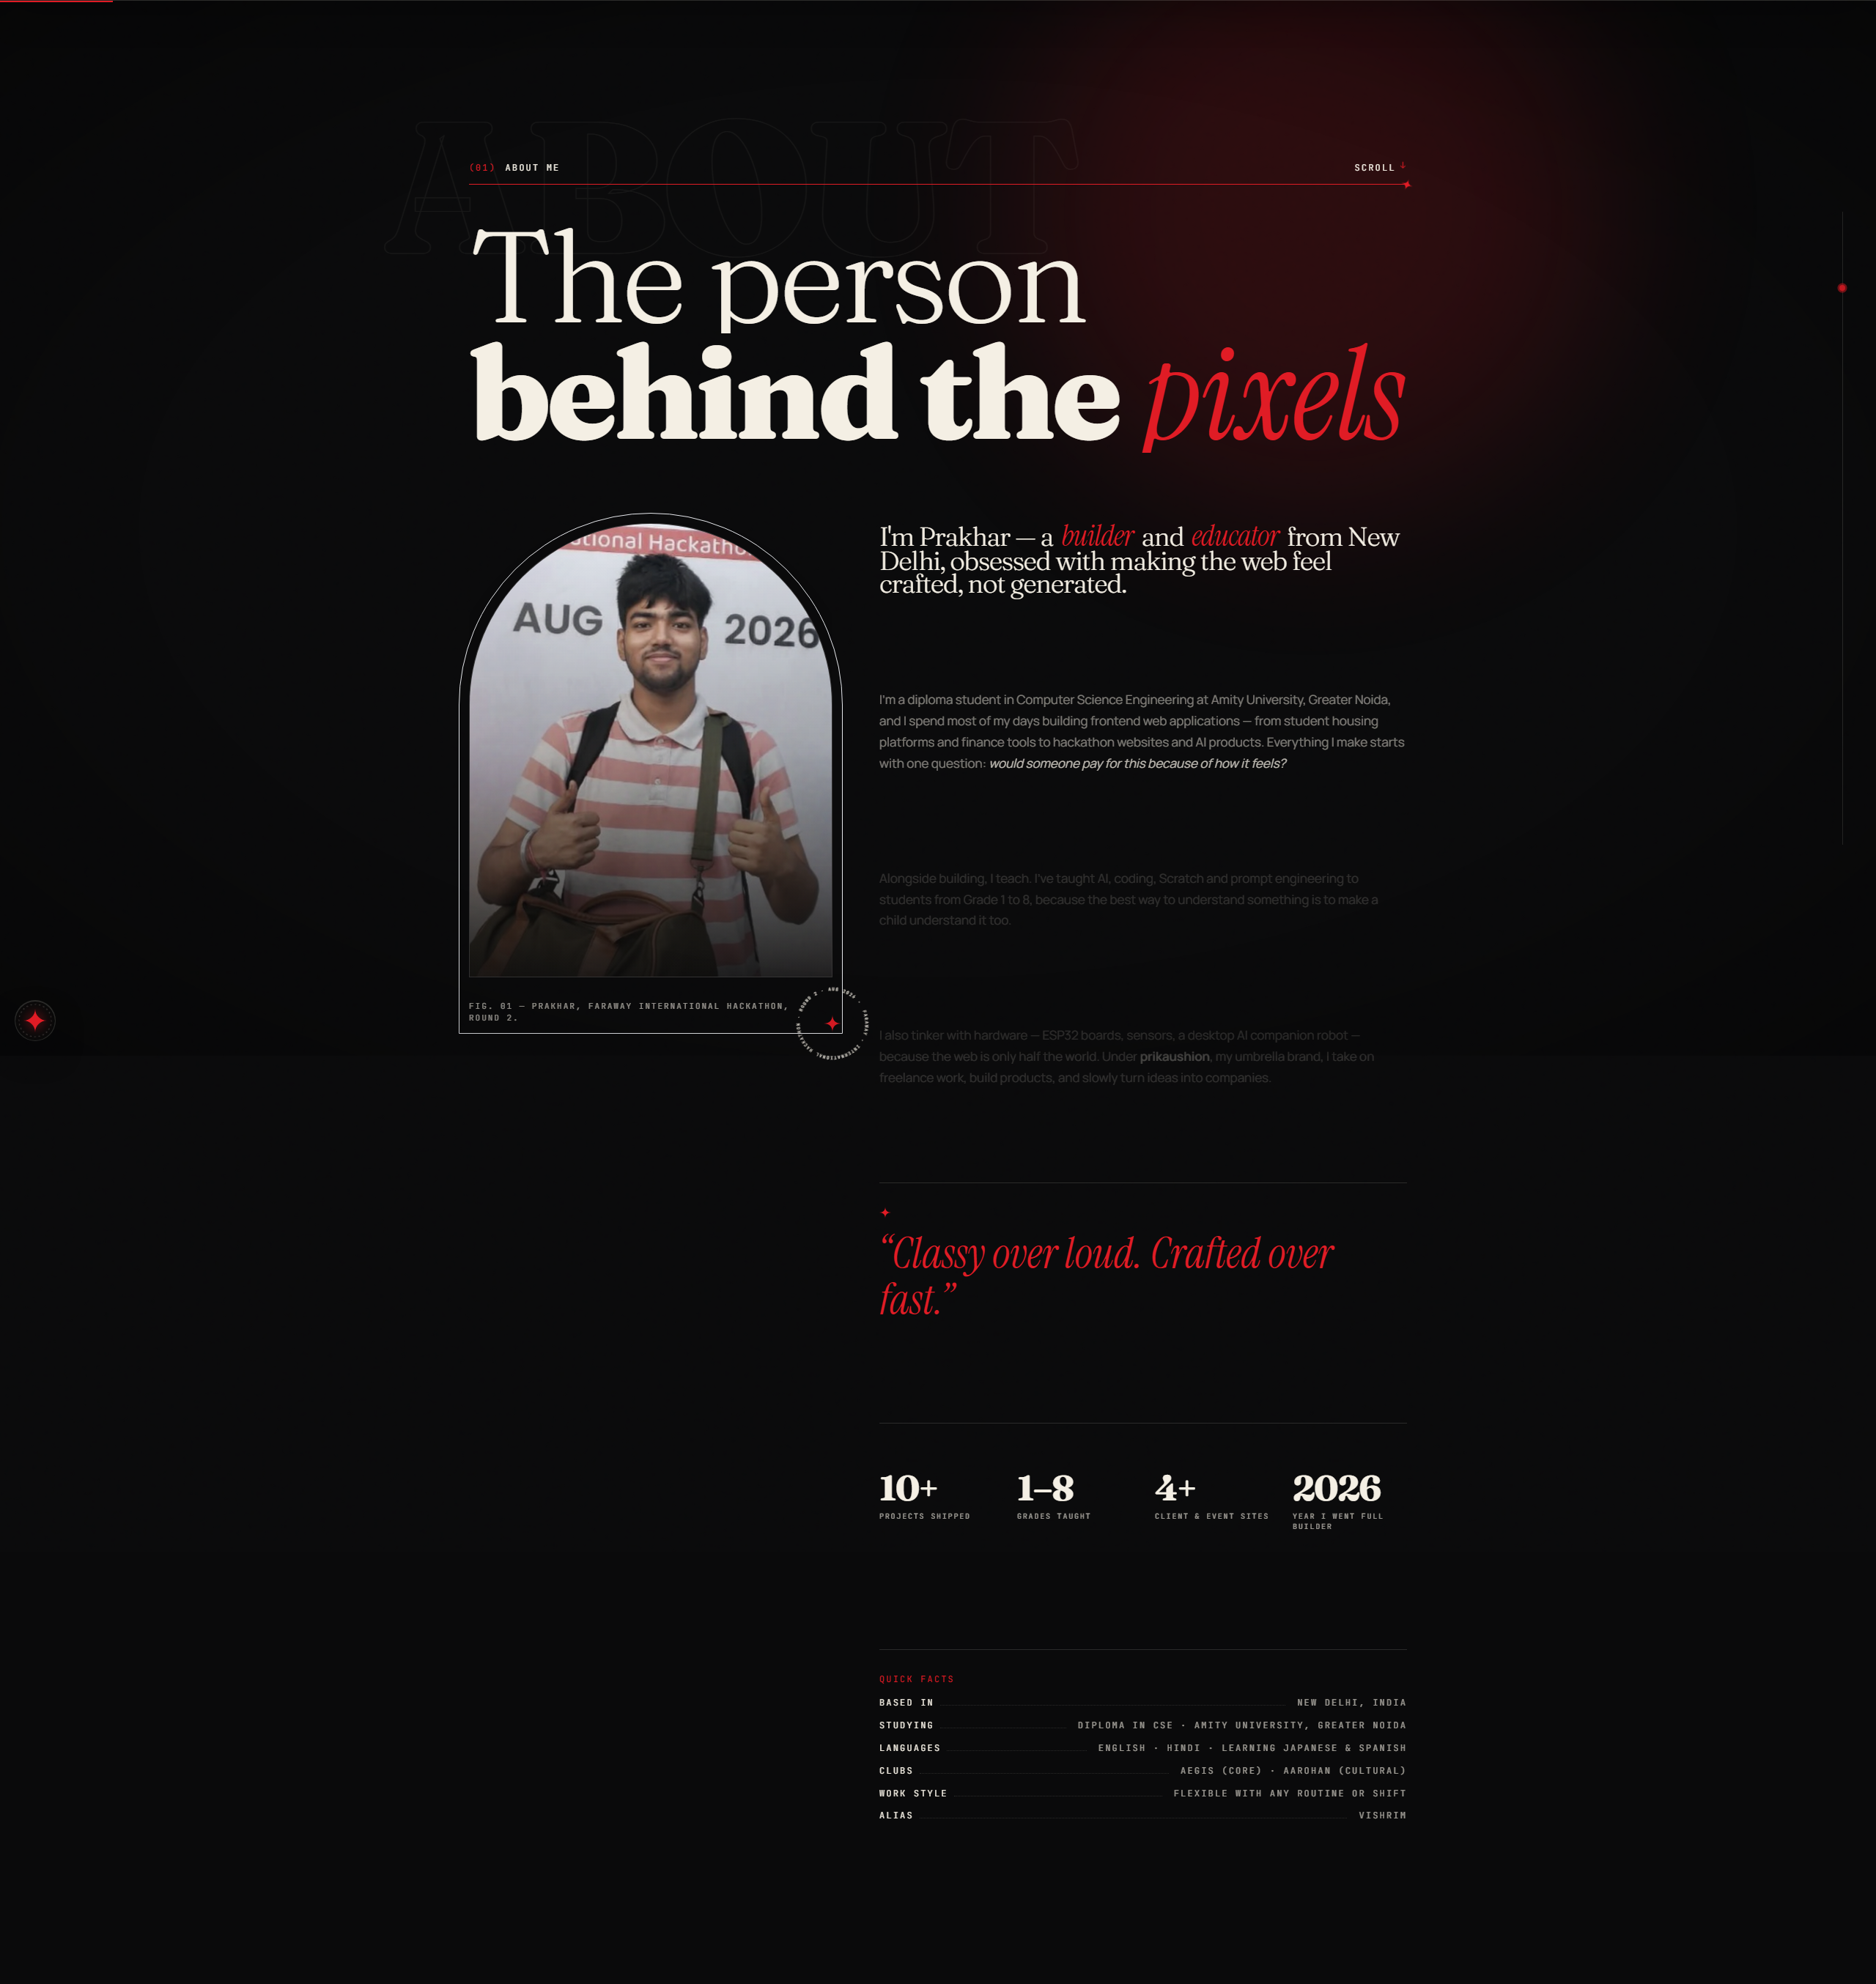 ABOUT
(01) ABOUT ME
SCROLL ↓
The person
behind the pixels
ational Hackatho
AUG 2026
I'm Prakhar — a builder and educator from New
Delhi, obsessed with making the web feel
crafted, not generated.
I'm a diploma student in Computer Science Engineering at Amity University, Greater Noida,
and I spend most of my days building frontend web applications — from student housing
platforms and finance tools to hackathon websites and AI products. Everything I make starts
with one question: would someone pay for this because of how it feels?
Alongside building, I teach. I've taught AI, coding, Scratch and prompt engineering to
students from Grade 1 to 8, because the best way to understand something is to make a
child understand it too.
FIG. 01 — PRAKHAR, FARAWAY INTERNATIONAL HACKATHON,
ROUND 2.
ROUND 2 · AUG 2026 · FARAWAY · INTERNATIONAL HACKATHON ·
I also tinker with hardware — ESP32 boards, sensors, a desktop AI companion robot —
because the web is only half the world. Under prikaushion, my umbrella brand, I take on
freelance work, build products, and slowly turn ideas into companies.
“Classy over loud. Crafted over
fast.”
10+
PROJECTS SHIPPED
1–8
GRADES TAUGHT
4+
CLIENT & EVENT SITES
2026
YEAR I WENT FULL
BUILDER
QUICK FACTS
BASED IN NEW DELHI, INDIA
STUDYING DIPLOMA IN CSE · AMITY UNIVERSITY, GREATER NOIDA
LANGUAGES ENGLISH · HINDI · LEARNING JAPANESE & SPANISH
CLUBS AEGIS (CORE) · AAROHAN (CULTURAL)
WORK STYLE FLEXIBLE WITH ANY ROUTINE OR SHIFT
ALIAS VISHRIM